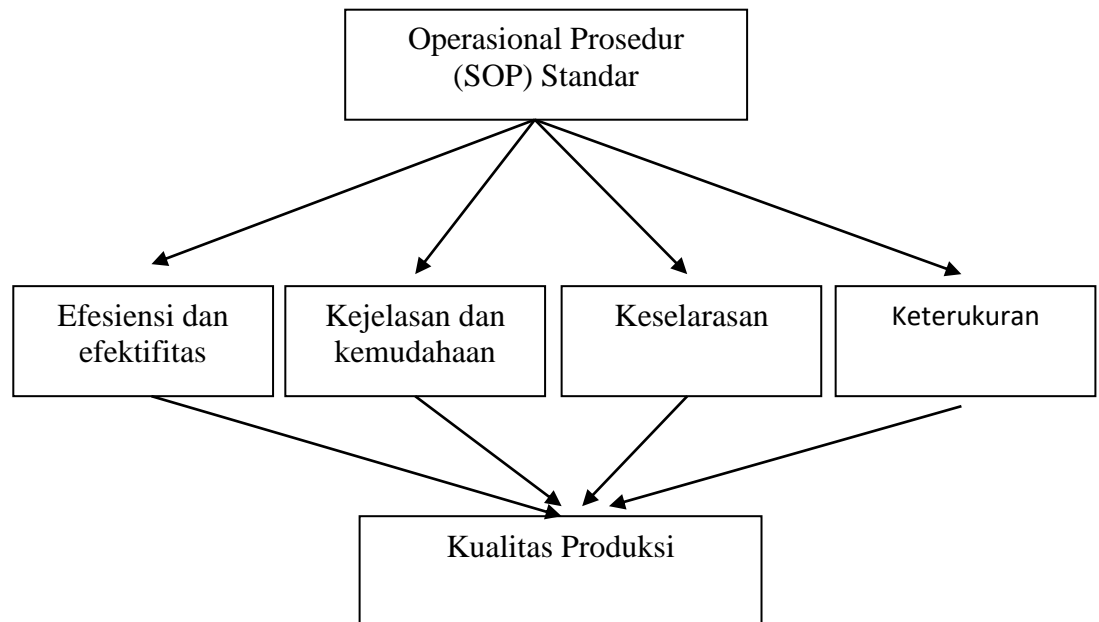 Operasional Prosedur
(SOP) Standar
Efesiensi dan
efektifitas
Kejelasan dan
kemudahaan
Keselarasan
Keterukuran
Kualitas Produksi